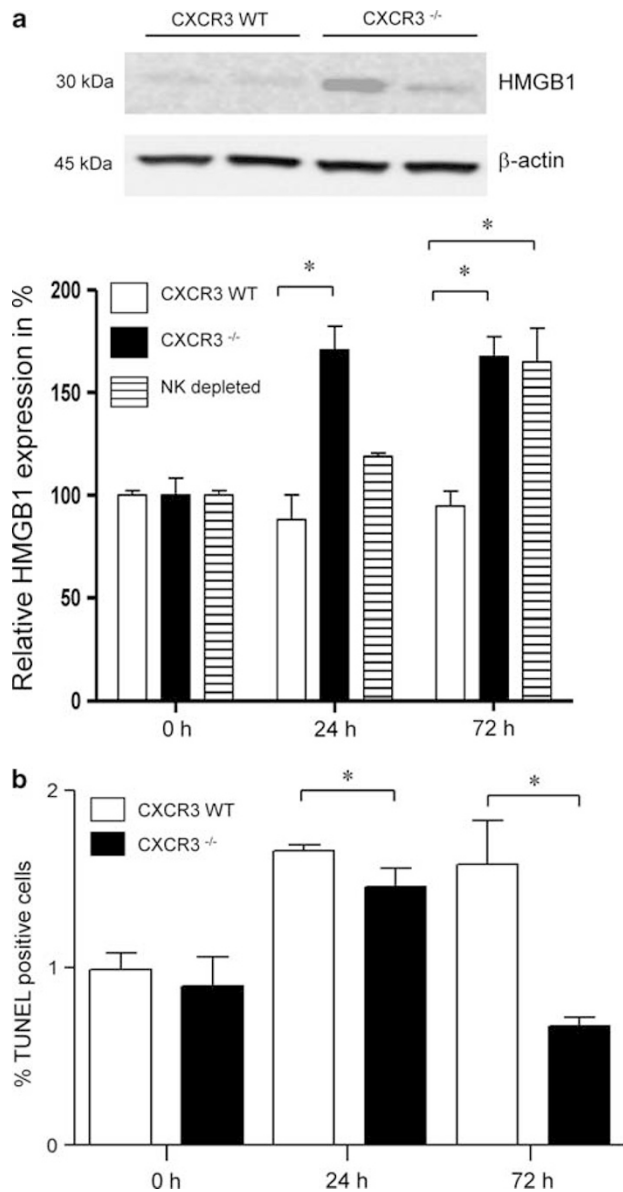 a
CXCR3 WT CXCR3 -/-
30 kDa HMGB1
45 kDa β-actin
Relative HMGB1 expression in %
200
150
100
50
0
CXCR3 WT
CXCR3 -/-
NK depleted
* * *
0 h 24 h 72 h
b
% TUNEL positive cells
2
1
0
CXCR3 WT
CXCR3 -/-
* *
0 h 24 h 72 h